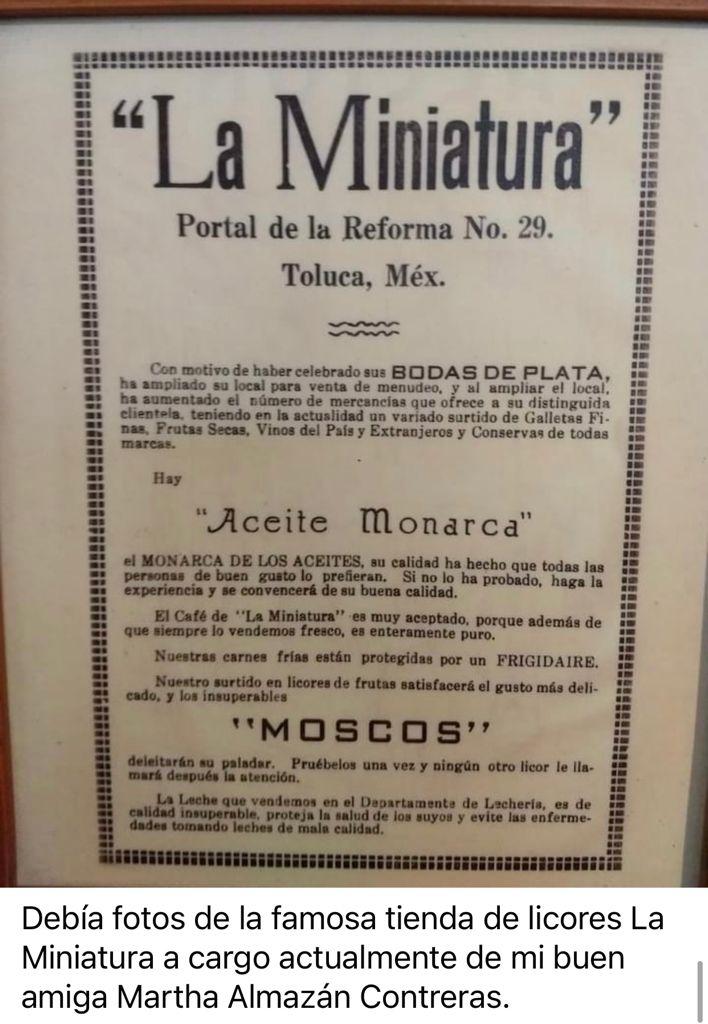 “La Miniatura”
Portal de la Reforma No. 29.
Toluca, Méx.
Con motivo de haber celebrado sus BODAS DE PLATA,
ha ampliado su local para venta de menudeo, y al ampliar el local,
ha aumentado el número de mercancías que ofrece a su distinguida
clientela, teniendo en la actualidad un variado surtido de Galletas Fi-
nas, Frutas Secas, Vinos del País y Extranjeros y Conservas de todas
marcas.
Hay
"Aceite Monarca"
el MONARCA DE LOS ACEITES, su calidad ha hecho que todas las
personas de buen gusto lo prefieran. Si no lo ha probado, haga la
experiencia y se convencerá de su buena calidad.
El Café de "La Miniatura" es muy aceptado, porque además de
que siempre lo vendemos fresco, es enteramente puro.
Nuestras carnes frías están protegidas por un FRIGIDAIRE.
Nuestro surtido en licores de frutas satisfacerá el gusto más deli-
cado, y los insuperables
"MOSCOS"
deleitarán su paladar. Pruébelos una vez y ningún otro licor le lla-
mará después la atención.
La Leche que vendemos en el Departamento de Lechería, es de
calidad insuperable, proteja la salud de los suyos y evite las enferme-
dades tomando leches de mala calidad.
Debía fotos de la famosa tienda de licores La
Miniatura a cargo actualmente de mi buen
amiga Martha Almazán Contreras.